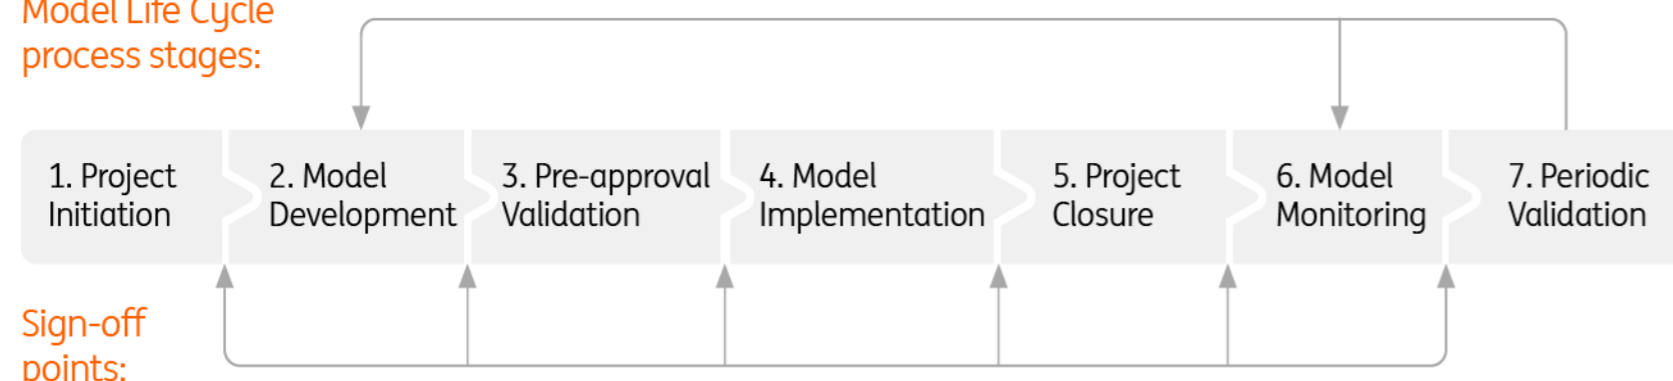 Model Life Cycle
process stages:
1. Project
Initiation
2. Model
Development
3. Pre-approval
Validation
4. Model
Implementation
5. Project
Closure
6. Model
Monitoring
7. Periodic
Validation
Sign-off
points: